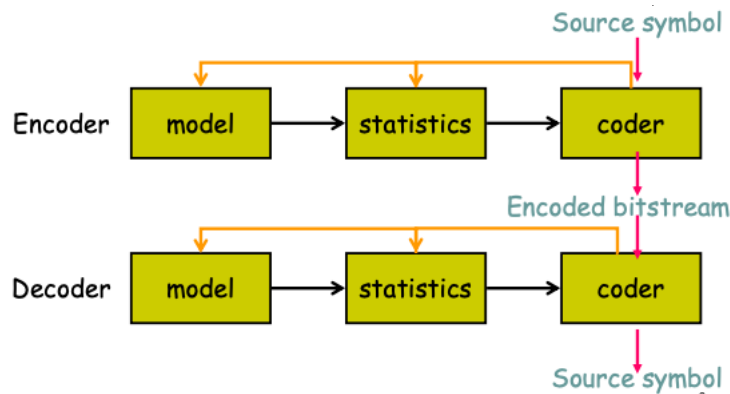 Source symbol
Encoder
model
statistics
coder
Encoded bitstream
Decoder
model
statistics
coder
Source symbol